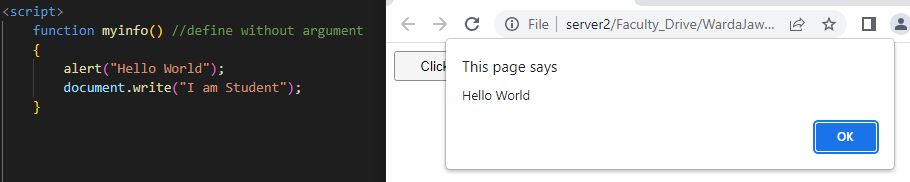 <script>
function myinfo() //define without argument
{
alert("Hello World");
document.write("I am Student");
}
File | server2/Faculty_Drive/WardaJaw...
Click
This page says
Hello World
OK